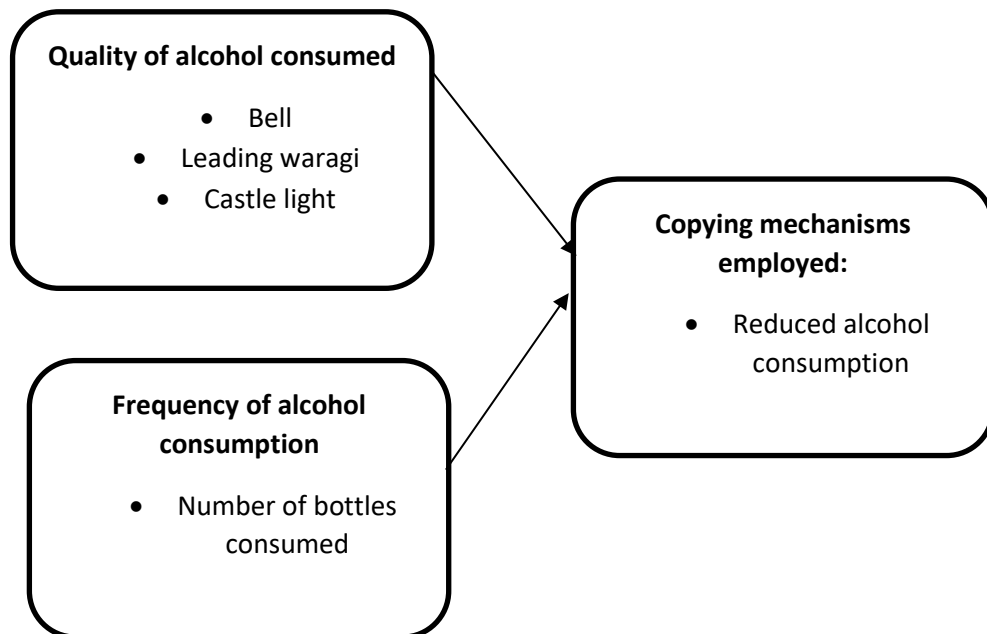 Quality of alcohol consumed
• Bell
• Leading waragi
• Castle light
Copying mechanisms
employed:
• Reduced alcohol
consumption
Frequency of alcohol
consumption
• Number of bottles
consumed